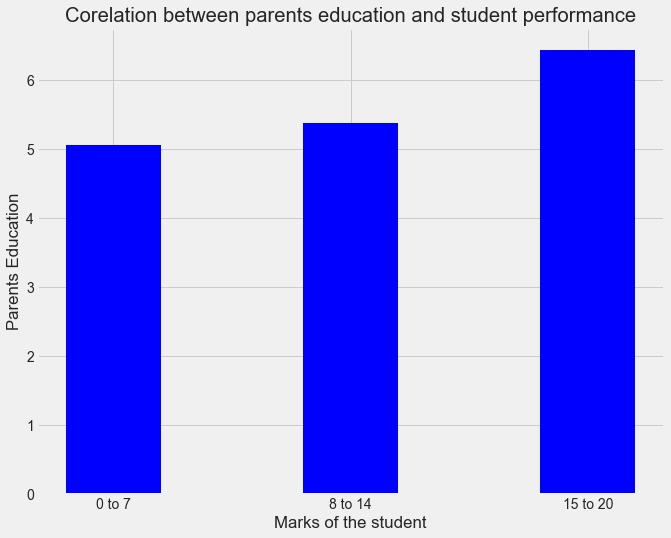 Corelation between parents education and student performance
Parents Education
6
5
4
3
2
1
0
0 to 7
8 to 14
15 to 20
Marks of the student